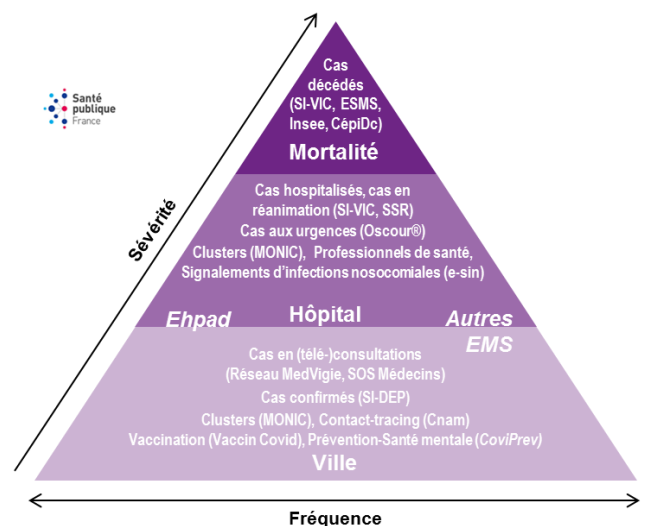 Santé
publique
France
Sévérité
Cas
décédés
(SI-VIC, ESMS,
Insee, CépiDc)
Mortalité
Cas hospitalisés, cas en
réanimation (SI-VIC, SSR)
Cas aux urgences (Oscour®)
Clusters (MONIC), Professionnels de santé,
Signalements d'infections nosocomiales (e-sin)
Ehpad Hôpital Autres
EMS
Cas en (télé-)consultations
(Réseau MedVigie, SOS Médecins)
Cas confirmés (SI-DEP)
Clusters (MONIC), Contact-tracing (Cnam)
Vaccination (Vaccin Covid), Prévention-Santé mentale (CoviPrev)
Ville
Fréquence